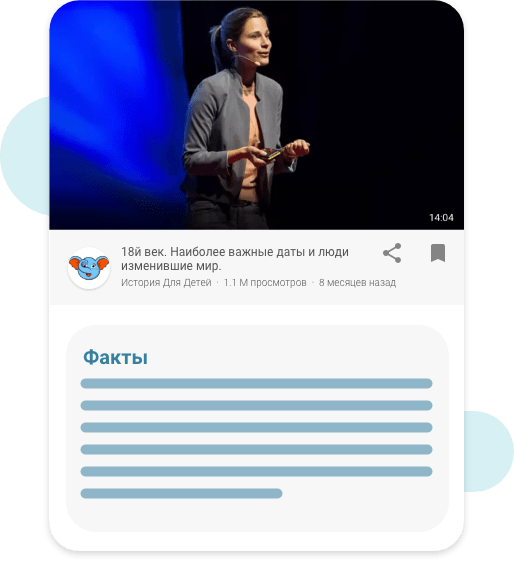 14:04
18й век. Наиболее важные даты и люди
изменившие мир.
История Для Детей · 1.1 М просмотров · 8 месяцев назад
Факты